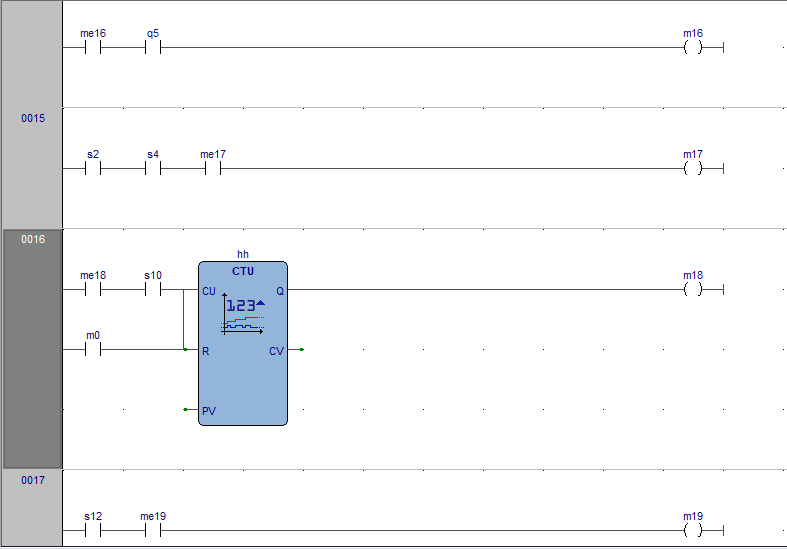 me16 q5 m16
0015
s2 s4 me17 m17
0016
hh
CTU
me18 s10 m18
CU Q
123
m0
R CV
PV
0017
s12 me19 m19